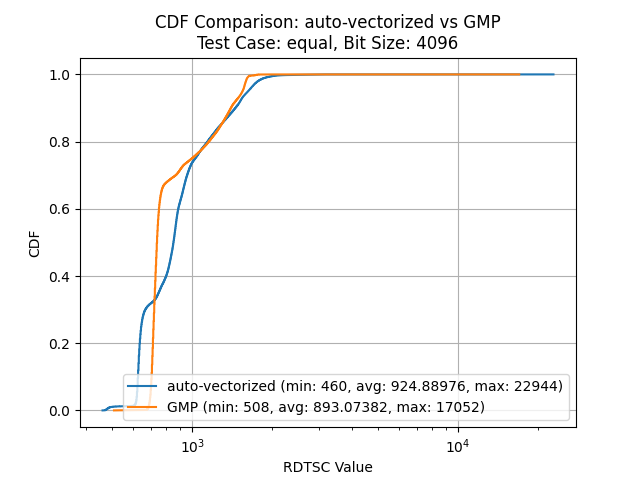 CDF Comparison: auto-vectorized vs GMP
Test Case: equal, Bit Size: 4096
1.0
0.8
0.6
0.4
0.2
0.0
CDF
auto-vectorized (min: 460, avg: 924.88976, max: 22944)
GMP (min: 508, avg: 893.07382, max: 17052)
10³
10⁴
RDTSC Value